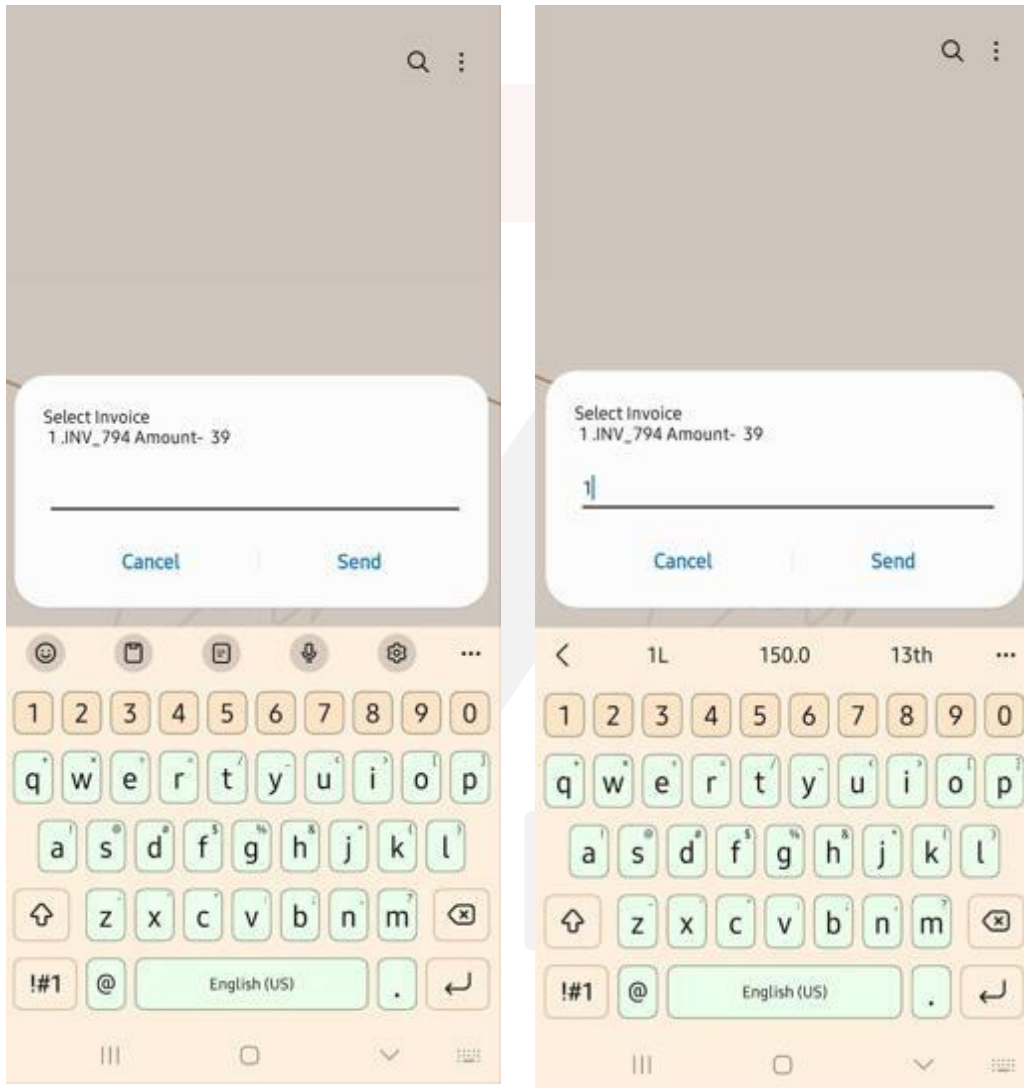 Select Invoice
1 .INV_794 Amount- 39
Cancel Send
1 2 3 4 5 6 7 8 9 0
q w e r t y u i o p
a s d f g h j k l
z x c v b n m
!#1 @ English (US) .
Select Invoice
1 .INV_794 Amount- 39
1
Cancel Send
1L 150.0 13th
1 2 3 4 5 6 7 8 9 0
q w e r t y u i o p
a s d f g h j k l
z x c v b n m
!#1 @ English (US) .